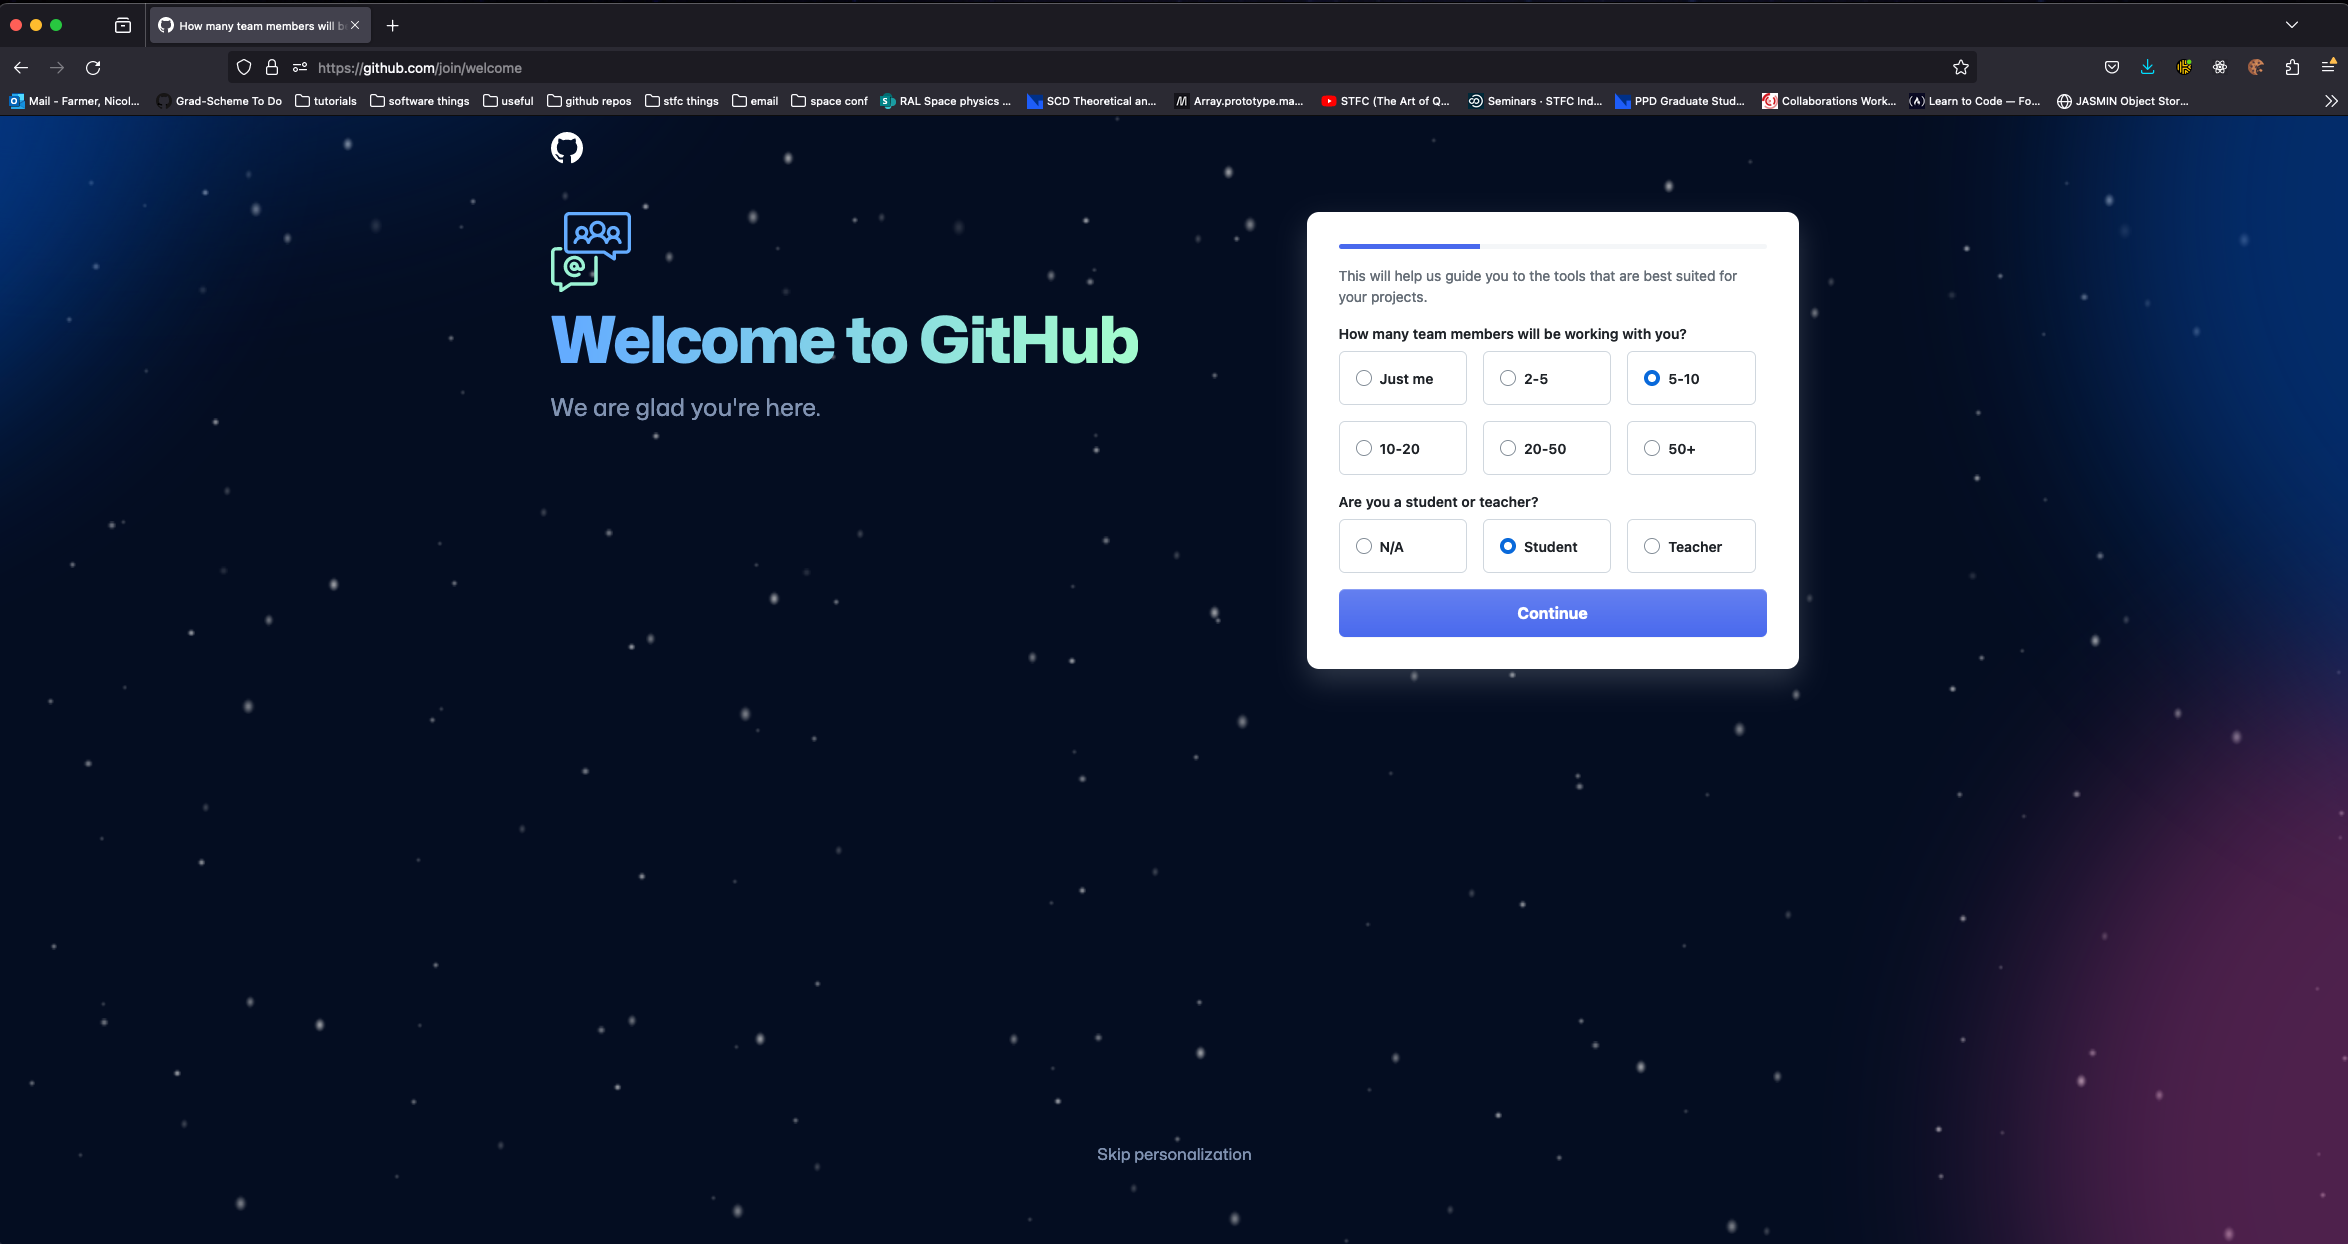 How many team members will b
https://github.com/join/welcome
Mail - Farmer, Nicol... Grad-Scheme To Do tutorials software things useful github repos stfc things email space conf RAL Space physics ... SCD Theoretical an... Array.prototype.ma... STFC (The Art of Q... Seminars · STFC Ind... PPD Graduate Stud... Collaborations Work... Learn to Code — Fo... JASMIN Object Stor...
Welcome to GitHub
We are glad you're here.
This will help us guide you to the tools that are best suited for
your projects.
How many team members will be working with you?
Just me 2-5 5-10
10-20 20-50 50+
Are you a student or teacher?
N/A Student Teacher
Continue
Skip personalization